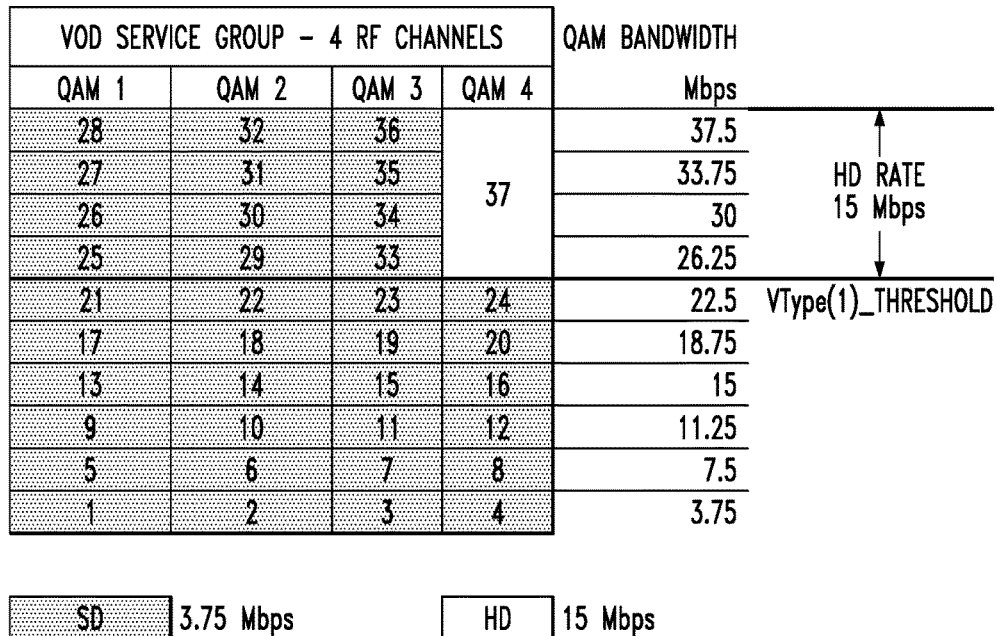 VOD SERVICE GROUP – 4 RF CHANNELS QAM BANDWIDTH
QAM 1 QAM 2 QAM 3 QAM 4 Mbps
28 32 36 37.5
27 31 35 33.75 HD RATE
37
26 30 34 30 15 Mbps
25 29 33 26.25
21 22 23 24 22.5 VType(1)_THRESHOLD
17 18 19 20 18.75
13 14 15 16 15
9 10 11 12 11.25
5 6 7 8 7.5
1 2 3 4 3.75
SD 3.75 Mbps HD 15 Mbps